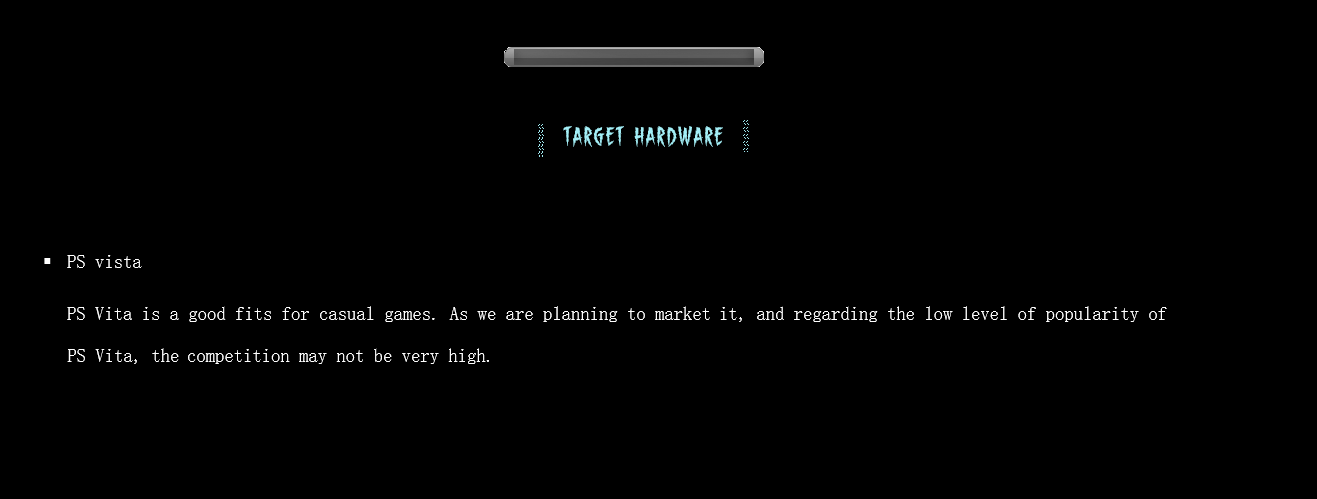 TARGET HARDWARE
▪ PS vista
PS Vita is a good fits for casual games. As we are planning to market it, and regarding the low level of popularity of
PS Vita, the competition may not be very high.